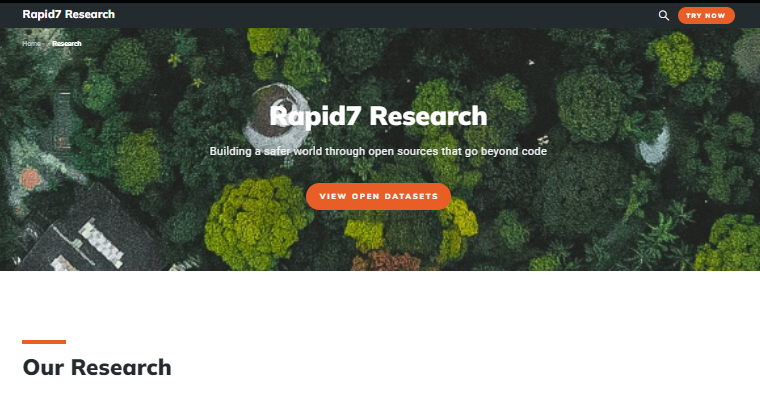 Rapid7 Research
TRY NOW
Home Research
Rapid7 Research
Building a safer world through open sources that go beyond code
VIEW OPEN DATASETS
Our Research